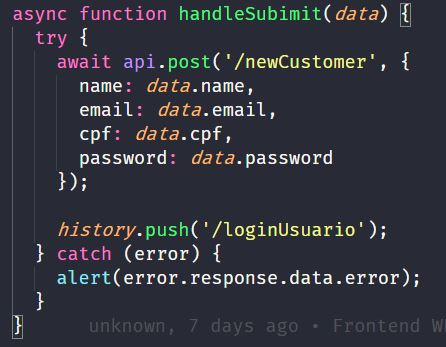 async function handleSubimit(data) {
  try {
    await api.post('/newCustomer', {
      name: data.name,
      email: data.email,
      cpf: data.cpf,
      password: data.password
    });

    history.push('/loginUsuario');
  } catch (error) {
    alert(error.response.data.error);
  }
}      unknown, 7 days ago • Frontend